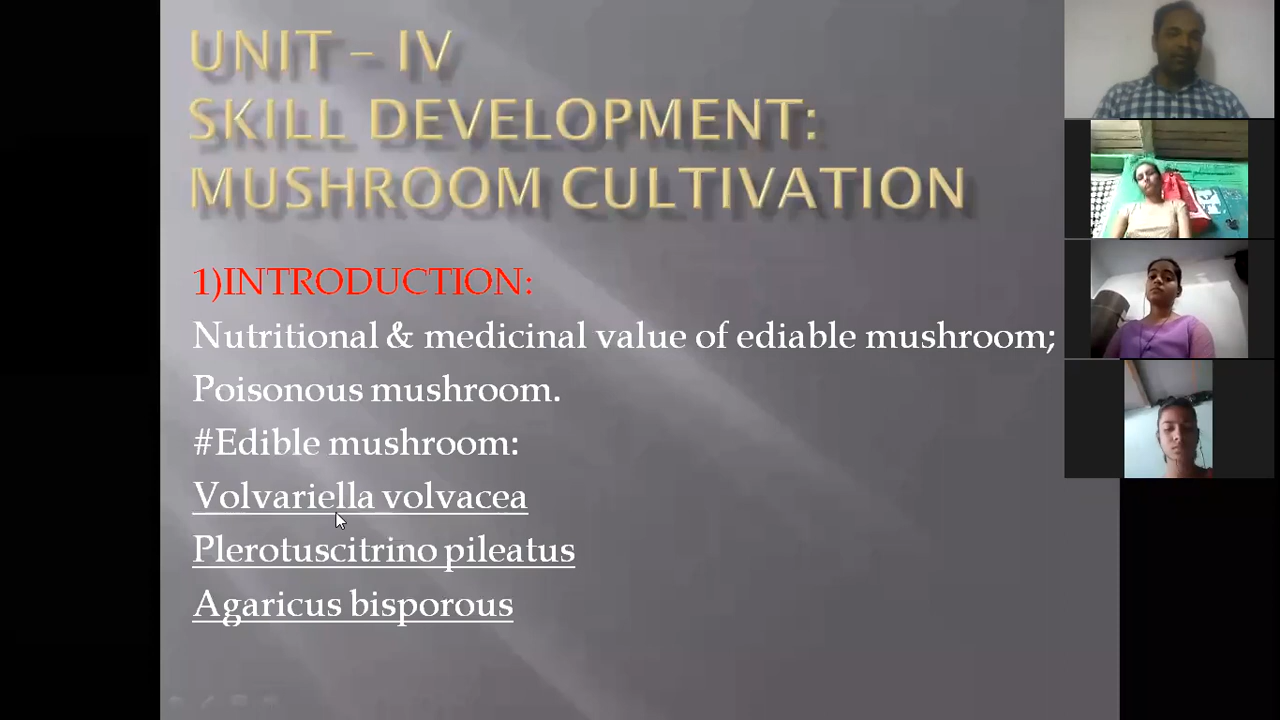 UNIT – IV
SKILL DEVELOPMENT:
MUSHROOM CULTIVATION
1)INTRODUCTION:
Nutritional & medicinal value of ediable mushroom;
Poisonous mushroom.
#Edible mushroom:
Volvariella volvacea
Plerotuscitrino pileatus
Agaricus bisporous